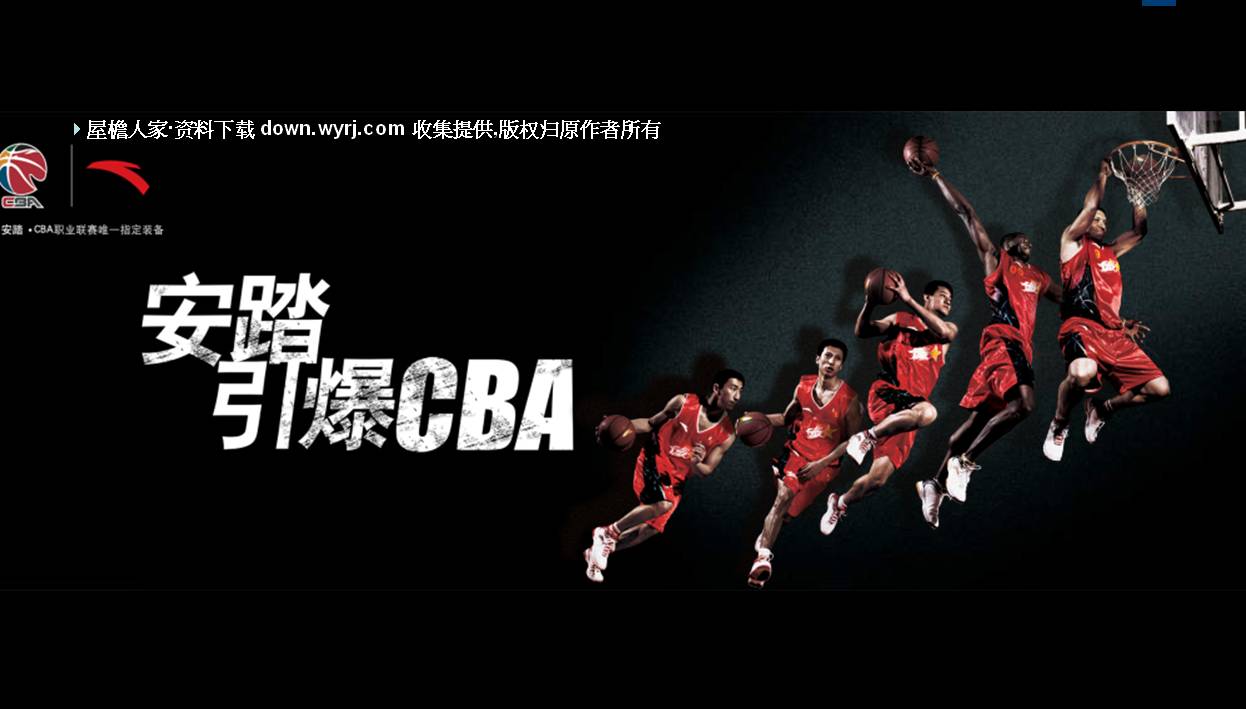 屋檐人家·资料下载 down.wyrj.com 收集提供,版权归原作者所有
CBA
安踏·CBA职业联赛唯一指定装备
安踏
引爆CBA